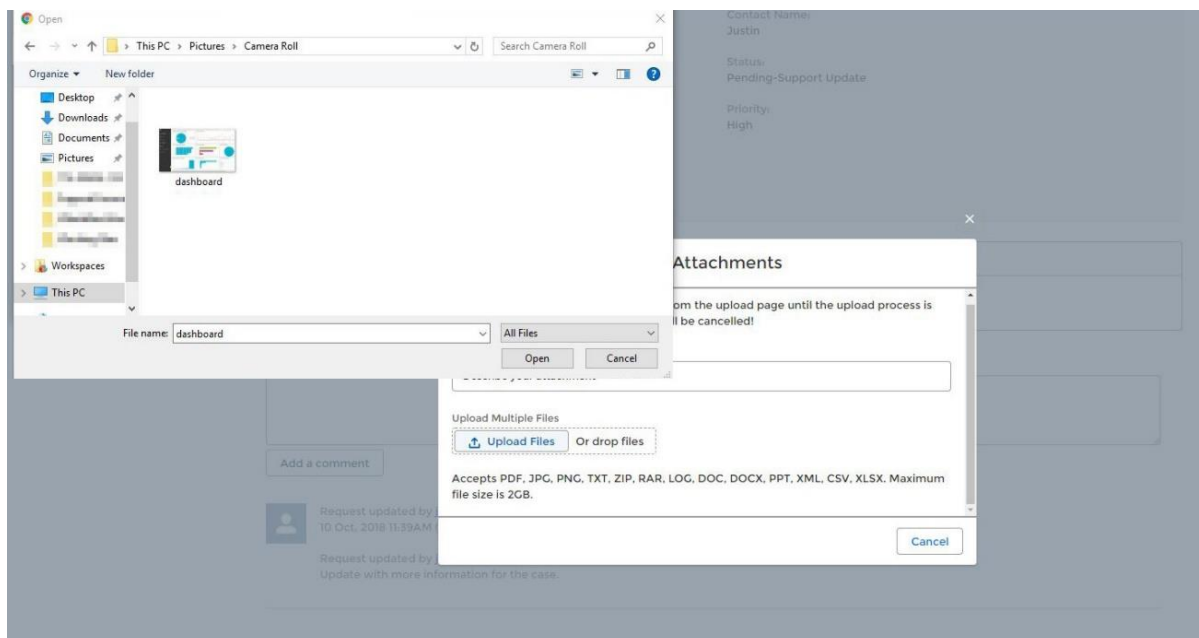 Open
This PC > Pictures > Camera Roll
Search Camera Roll
Organize
New folder
Desktop
Downloads
Documents
Pictures
Workspaces
This PC
dashboard
File name: dashboard
All Files
Open
Cancel
Contact Name:
Justin
Status:
Pending-Support Update
Priority:
High
Attachments
om the upload page until the upload process is
ll be cancelled!
Upload Multiple Files
Upload Files
Or drop files
Accepts PDF, JPG, PNG, TXT, ZIP, RAR, LOG, DOC, DOCX, PPT, XML, CSV, XLSX. Maximum
file size is 2GB.
Cancel
Add a comment
Request updated by
10 Oct, 2018 11:39AM
Request updated by
Update with more information for the case.